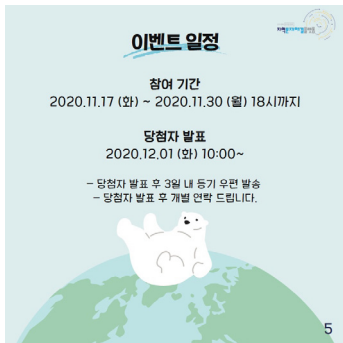 이벤트 일정
참여 기간
2020.11.17 (화) ~ 2020.11.30 (월) 18시까지
당첨자 발표
2020.12.01 (화) 10:00~
– 당첨자 발표 후 3일 내 등기 우편 발송
– 당첨자 발표 후 개별 연락 드립니다.
5